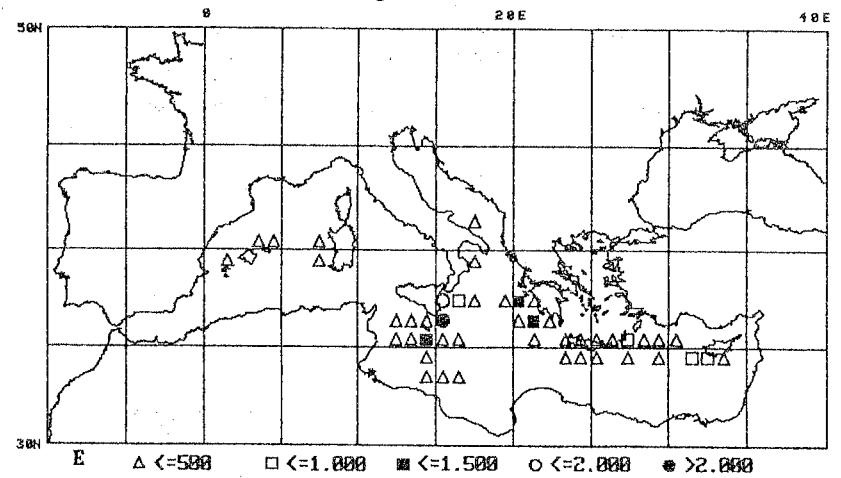 0 20E 40E
50N
30N
E △ <=500 □ <=1.000 ■ <=1.500 ○ <=2.000 ● >2.000